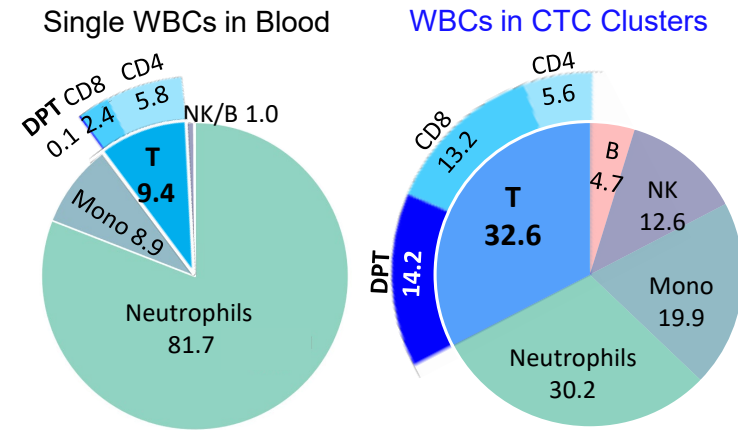 Single WBCs in Blood
DPT CD8 CD4
0.1 2.4 5.8
NK/B 1.0
T
9.4
Mono 8.9
Neutrophils
81.7
WBCs in CTC Clusters
CD4
5.6
CD8
13.2
DPT
14.2
T
32.6
B
4.7
NK
12.6
Mono
19.9
Neutrophils
30.2